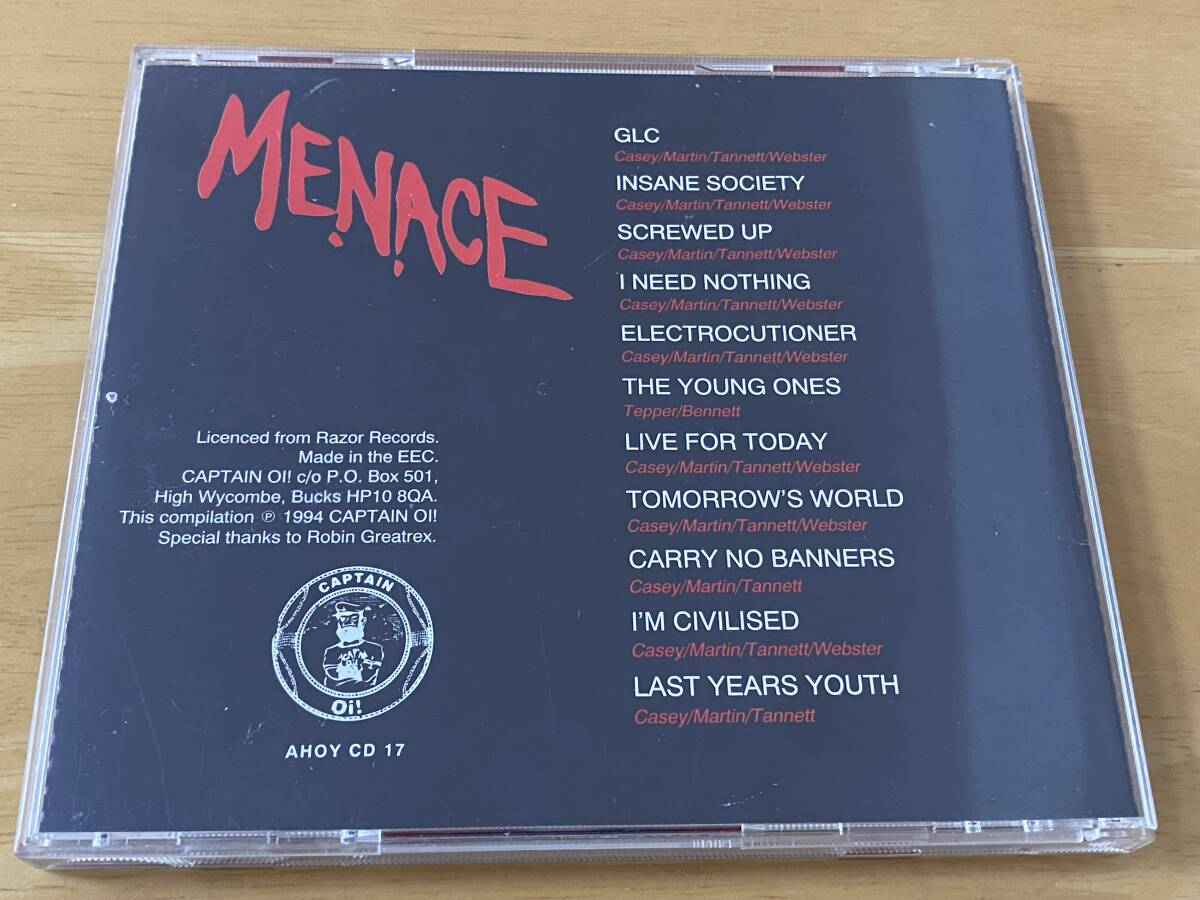 MENACE
GLC
Casey/Martin/Tannett/Webster
INSANE SOCIETY
Casey/Martin/Tannett/Webster
SCREWED UP
Casey/Martin/Tannett/Webster
I NEED NOTHING
Casey/Martin/Tannett/Webster
ELECTROCUTIONER
Casey/Martin/Tannett/Webster
THE YOUNG ONES
Tepper/Bennett
LIVE FOR TODAY
Casey/Martin/Tannett/Webster
TOMORROW'S WORLD
Casey/Martin/Tannett/Webster
CARRY NO BANNERS
Casey/Martin/Tannett
I'M CIVILISED
Casey/Martin/Tannett/Webster
LAST YEARS YOUTH
Casey/Martin/Tannett
Licenced from Razor Records.
Made in the EEC.
CAPTAIN OI! c/o P.O. Box 501,
High Wycombe, Bucks HP10 8QA.
This compilation ℗ 1994 CAPTAIN OI!
Special thanks to Robin Greatrex.
CAPTAIN
Oi!
AHOY CD 17